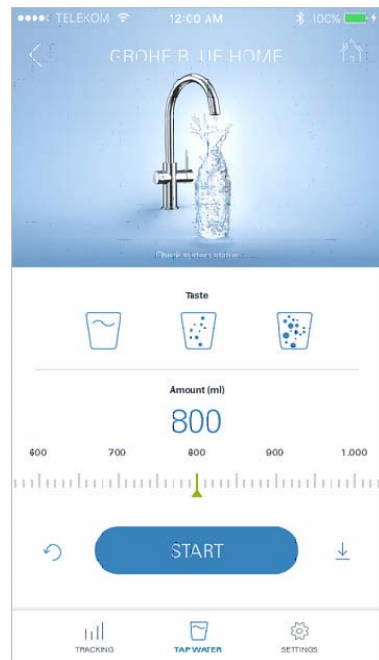 TELEKOM 12:00 AM 100%
GROHE BLUE HOME
Check system status...
Taste
Amount (ml)
800
600 700 800 900 1.000
START
TRACKING TAP WATER SETTINGS